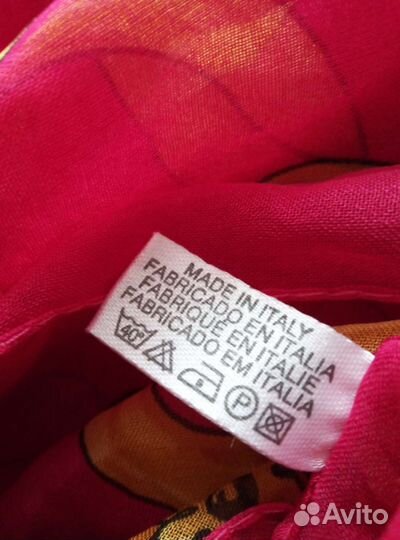 MADE IN ITALY
FABRICADO EN ITALIA
FABRIQUE EN ITALIE
FABRICADO EM ITALIA
40°
P
Avito